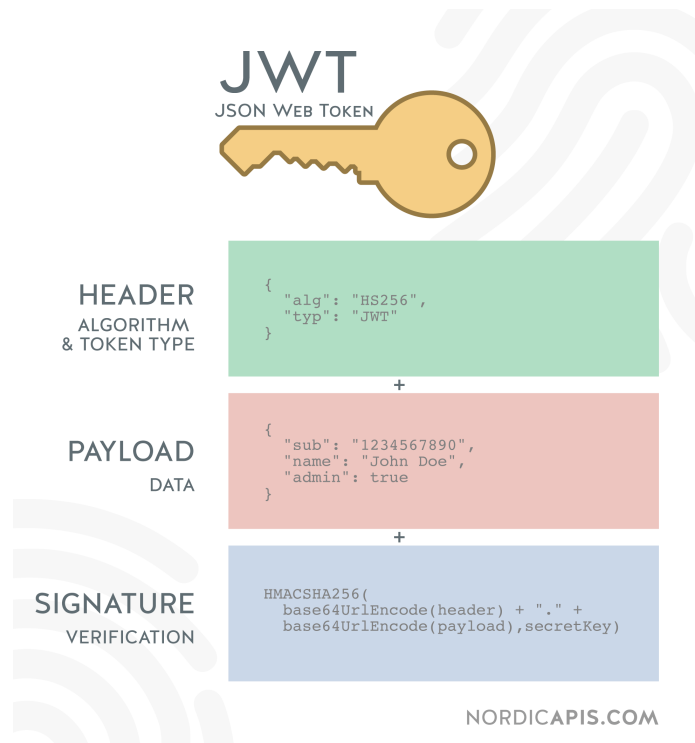 JWT
JSON WEB TOKEN
HEADER
ALGORITHM
& TOKEN TYPE
{
  "alg": "HS256",
  "typ": "JWT"
}
+
PAYLOAD
DATA
{
  "sub": "1234567890",
  "name": "John Doe",
  "admin": true
}
+
SIGNATURE
VERIFICATION
HMACSHA256(
  base64UrlEncode(header) + "." +
  base64UrlEncode(payload),secretKey)
NORDICAPIS.COM